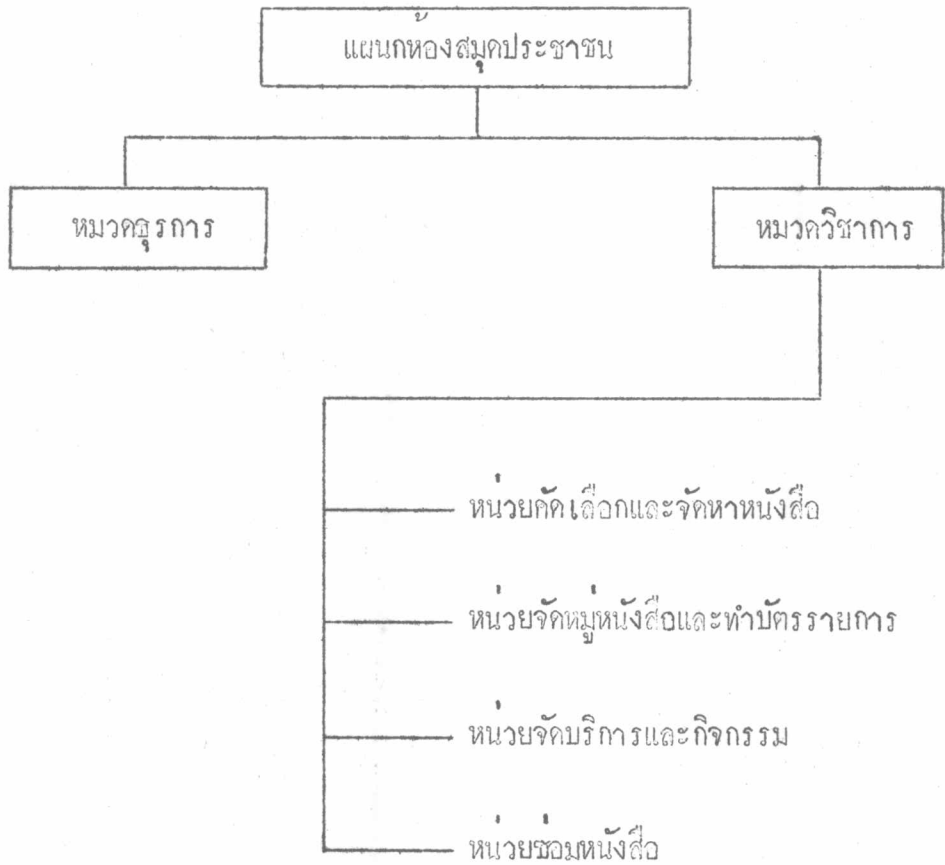 แผนกห้องสมุดประชาชน
หมวดธุรการ
หมวดวิชาการ
หน่วยคัดเลือกและจัดหาหนังสือ
หน่วยจัดหมู่หนังสือและทำบัตรรายการ
หน่วยจัดบริการและกิจกรรม
หน่วยซ่อมหนังสือ